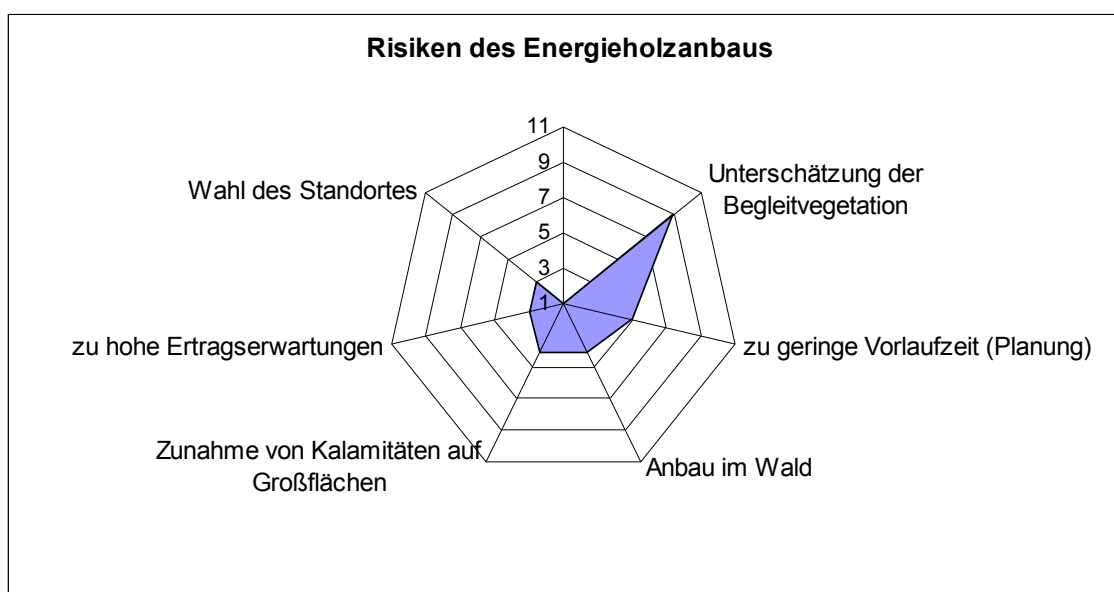 Risiken des Energieholzanbaus
11
9
7
5
3
1
Unterschätzung der
Begleitvegetation
zu geringe Vorlaufzeit (Planung)
Anbau im Wald
Zunahme von Kalamitäten auf
Großflächen
zu hohe Ertragserwartungen
Wahl des Standortes